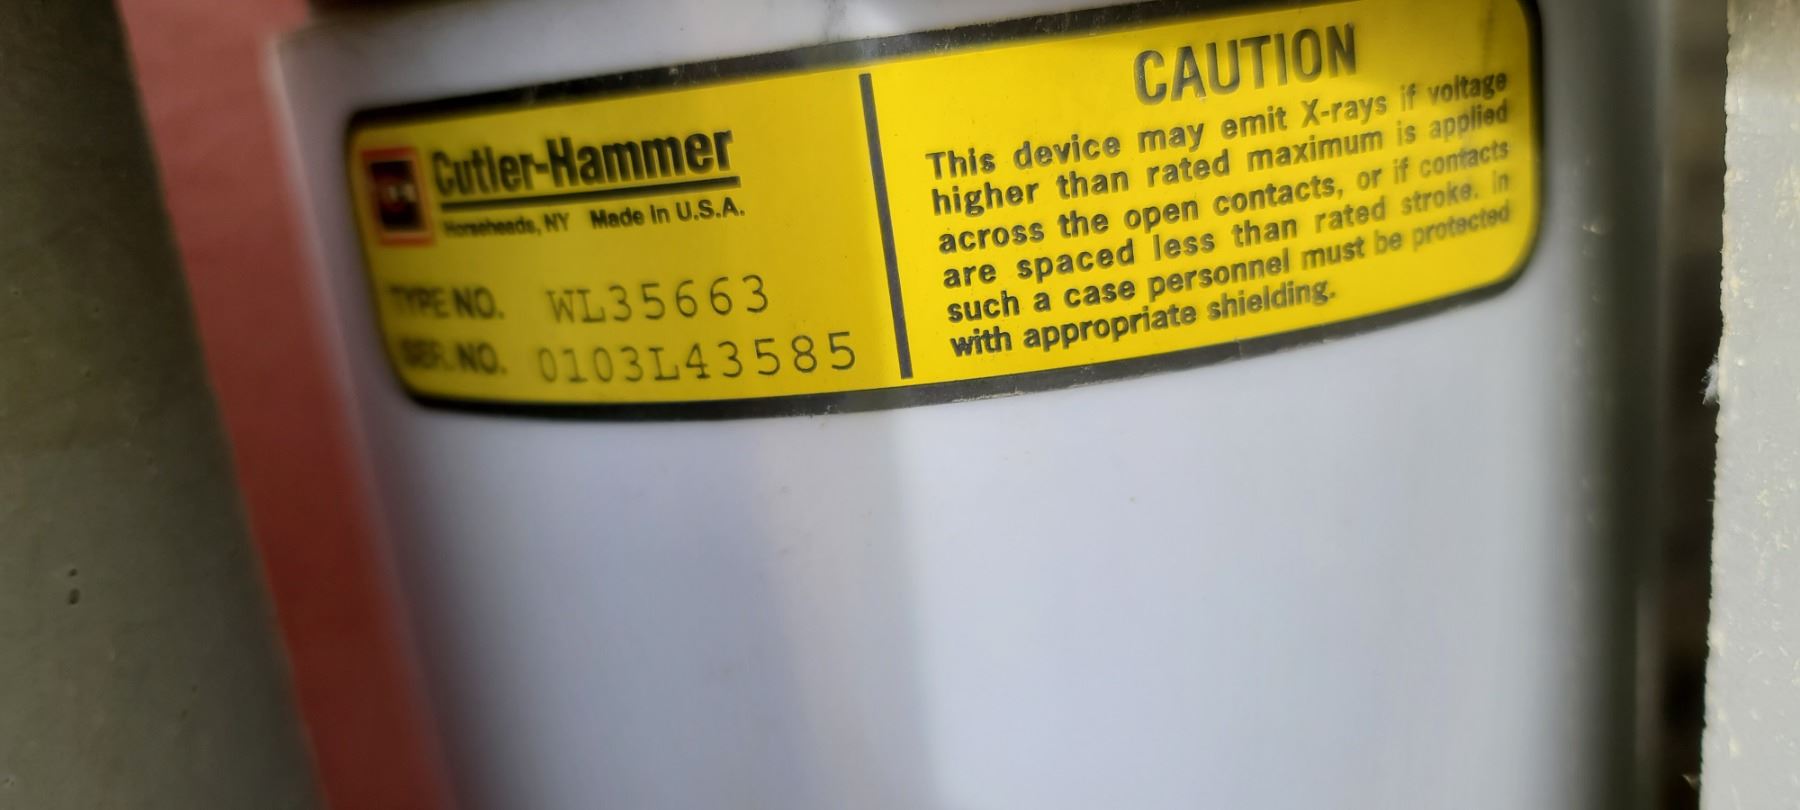 Cutler-Hammer
Horseheads, NY Made in U.S.A.
TYPE NO. WL35663
SER. NO. 0103L43585
CAUTION
This device may emit X-rays if voltage
higher than rated maximum is applied
across the open contacts, or if contacts
are spaced less than rated stroke. In
such a case personnel must be protected
with appropriate shielding.